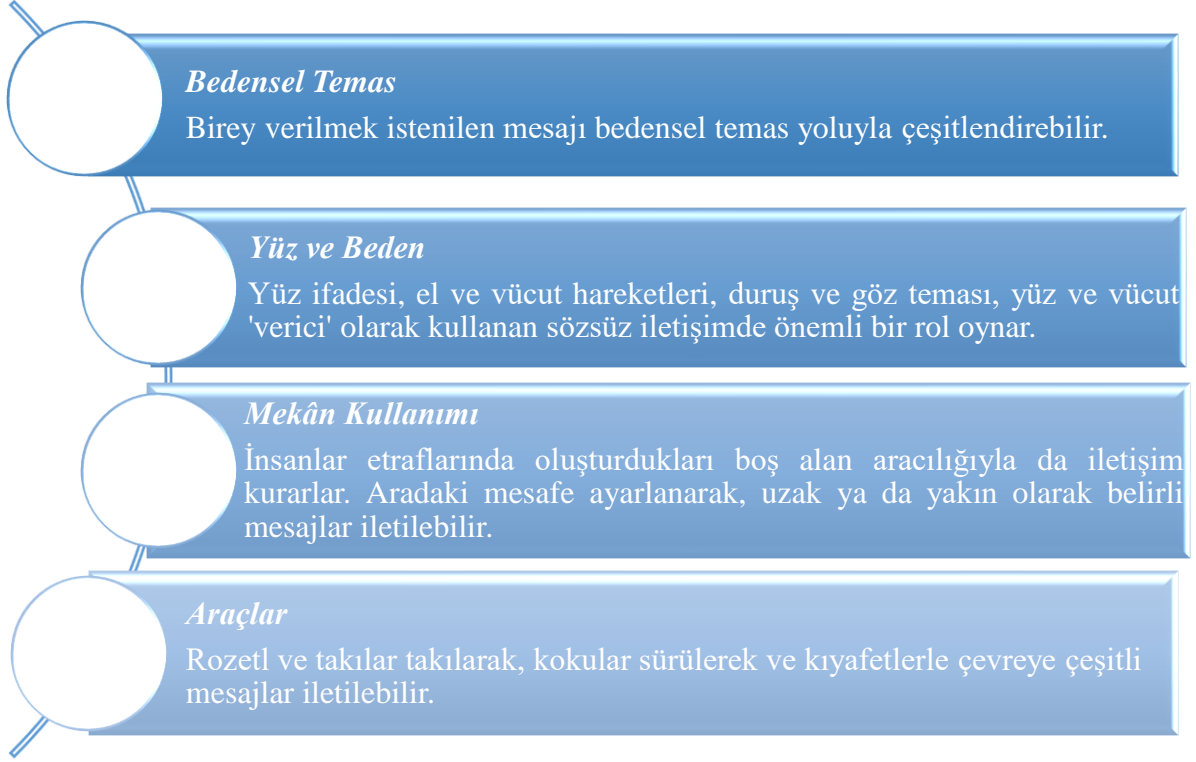 Bedensel Temas
Birey verilmek istenilen mesajı bedensel temas yoluyla çeşitlendirebilir.
Yüz ve Beden
Yüz ifadesi, el ve vücut hareketleri, duruş ve göz teması, yüz ve vücut
'verici' olarak kullanan sözsüz iletişimde önemli bir rol oynar.
Mekân Kullanımı
İnsanlar etraflarında oluşturdukları boş alan aracılığıyla da iletişim
kurarlar. Aradaki mesafe ayarlanarak, uzak ya da yakın olarak belirli
mesajlar iletilebilir.
Araçlar
Rozetl ve takılar takılarak, kokular sürülerek ve kıyafetlerle çevreye çeşitli
mesajlar iletilebilir.